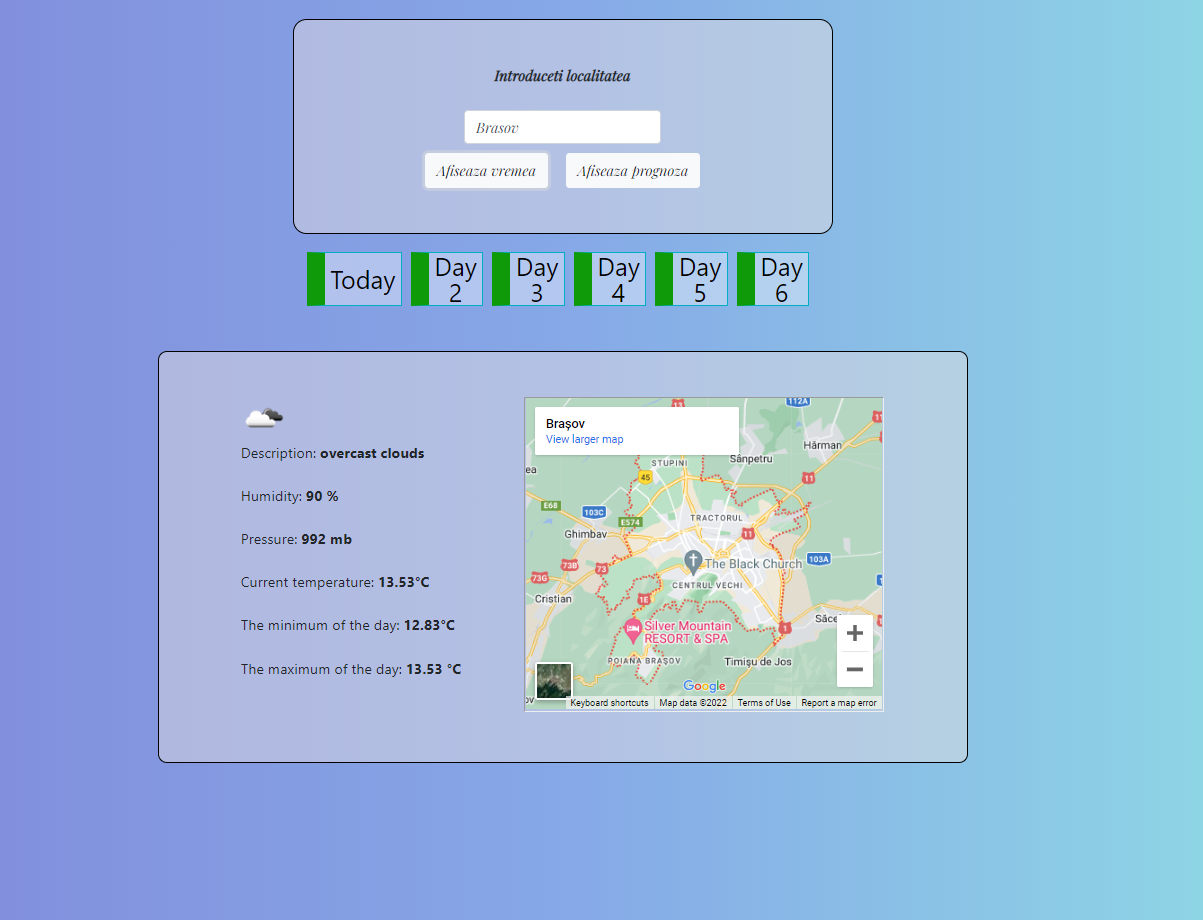 Introduceti localitatea
Brasov
Afiseaza vremea
Afiseaza prognoza
Today
Day
2
Day
3
Day
4
Day
5
Day
6
Description: overcast clouds
Humidity: 90 %
Pressure: 992 mb
Current temperature: 13.53°C
The minimum of the day: 12.83°C
The maximum of the day: 13.53 °C
13
112A
11
Brașov
View larger map
Hărman
ea
STUPINI
Sânpetru
45
11
E68
103C
E574
TRACTORUL
Ghimbav
11
73B
73
The Black Church
103A
73G
CENTRUL VECHI
Cristian
1E
Săce
Silver Mountain
RESORT & SPA
1
POIANA BRAȘOV
Timișu de Jos
Google
ov
Keyboard shortcuts
Map data ©2022
Terms of Use
Report a map error